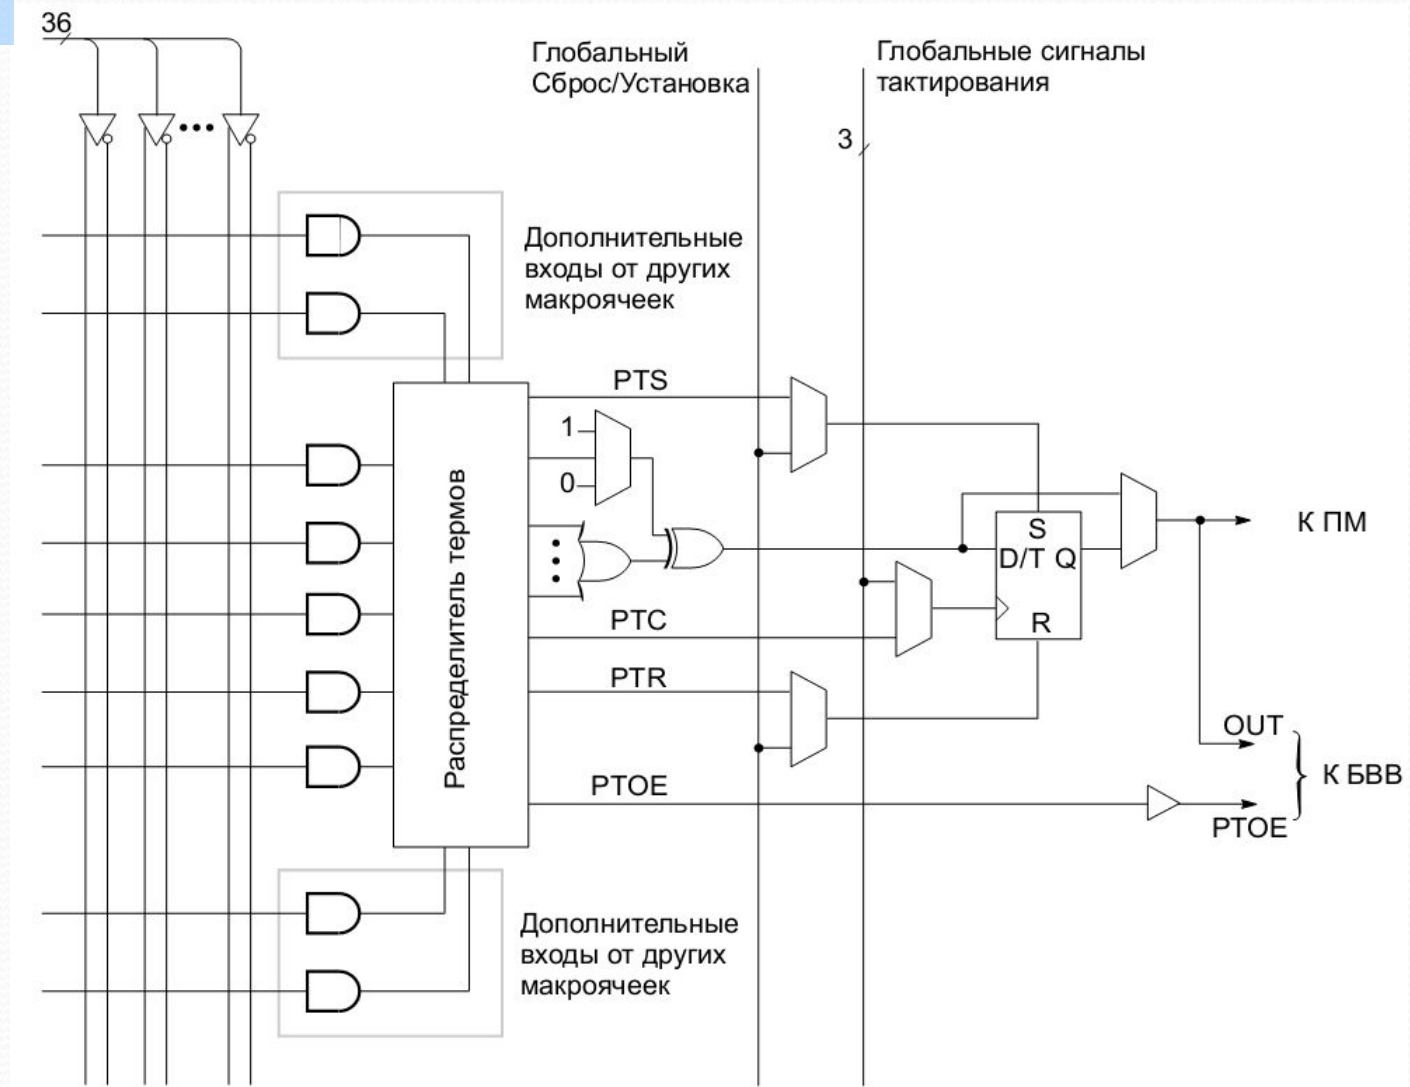 36
Глобальный
Сброс/Установка
Глобальные сигналы
тактирования
3
Дополнительные
входы от других
макроячеек
PTS
1
0
Распределитель термов
S
D/T Q
R
К ПМ
PTC
PTR
OUT
К БВВ
PTOE
PTOE
Дополнительные
входы от других
макроячеек